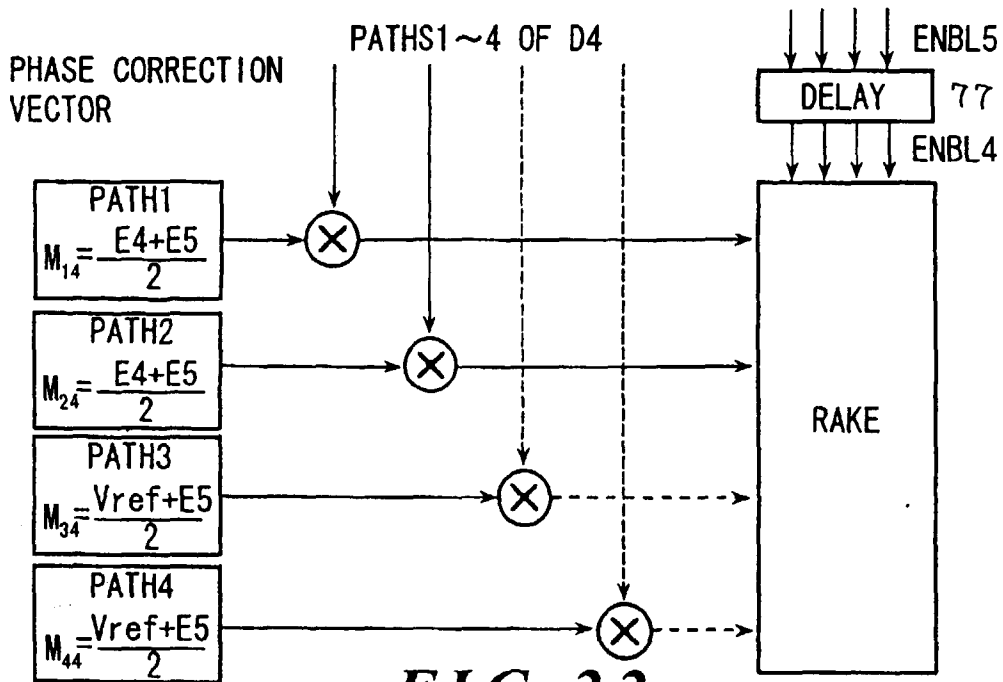 PATHS1~4 OF D4
ENBL5
PHASE CORRECTION
VECTOR
DELAY 77
ENBL4
PATH1
M14=E4+E5/2
PATH2
M24=E4+E5/2
PATH3
M34=Vref+E5/2
PATH4
M44=Vref+E5/2
RAKE